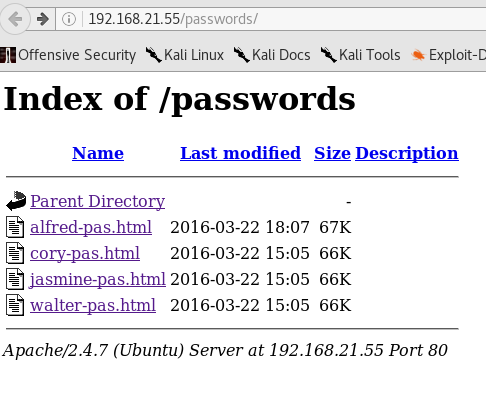 192.168.21.55/passwords/
Offensive Security Kali Linux Kali Docs Kali Tools Exploit-D
Index of /passwords
Name Last modified Size Description
Parent Directory -
alfred-pas.html 2016-03-22 18:07 67K
cory-pas.html 2016-03-22 15:05 66K
jasmine-pas.html 2016-03-22 15:05 66K
walter-pas.html 2016-03-22 15:05 66K
Apache/2.4.7 (Ubuntu) Server at 192.168.21.55 Port 80